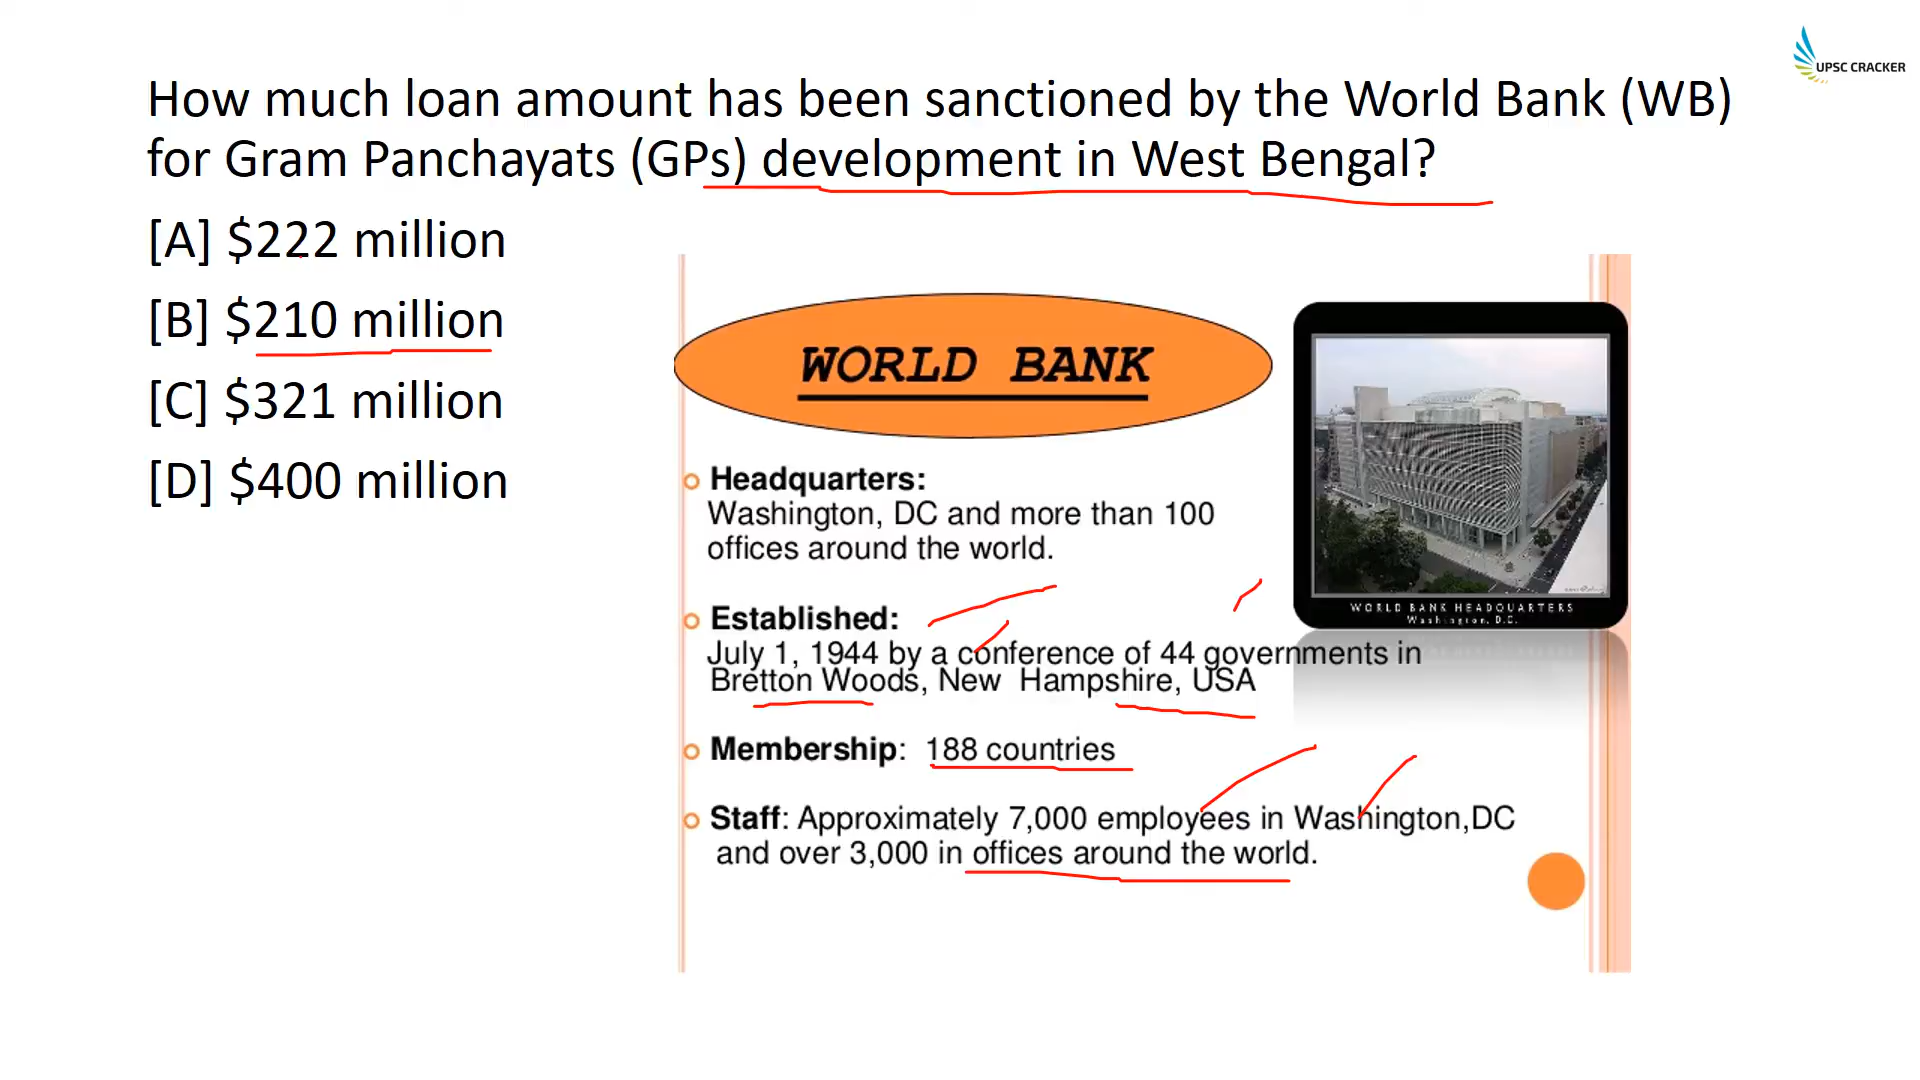 UPSC CRACKER
How much loan amount has been sanctioned by the World Bank (WB)
for Gram Panchayats (GPs) development in West Bengal?
[A] $222 million
[B] $210 million
[C] $321 million
[D] $400 million
WORLD BANK
Headquarters:
Washington, DC and more than 100
offices around the world.
Established:
July 1, 1944 by a conference of 44 governments in
Bretton Woods, New Hampshire, USA
Membership: 188 countries
Staff: Approximately 7,000 employees in Washington,DC
and over 3,000 in offices around the world.
WORLD BANK HEADQUARTERS
Washington, D.C.